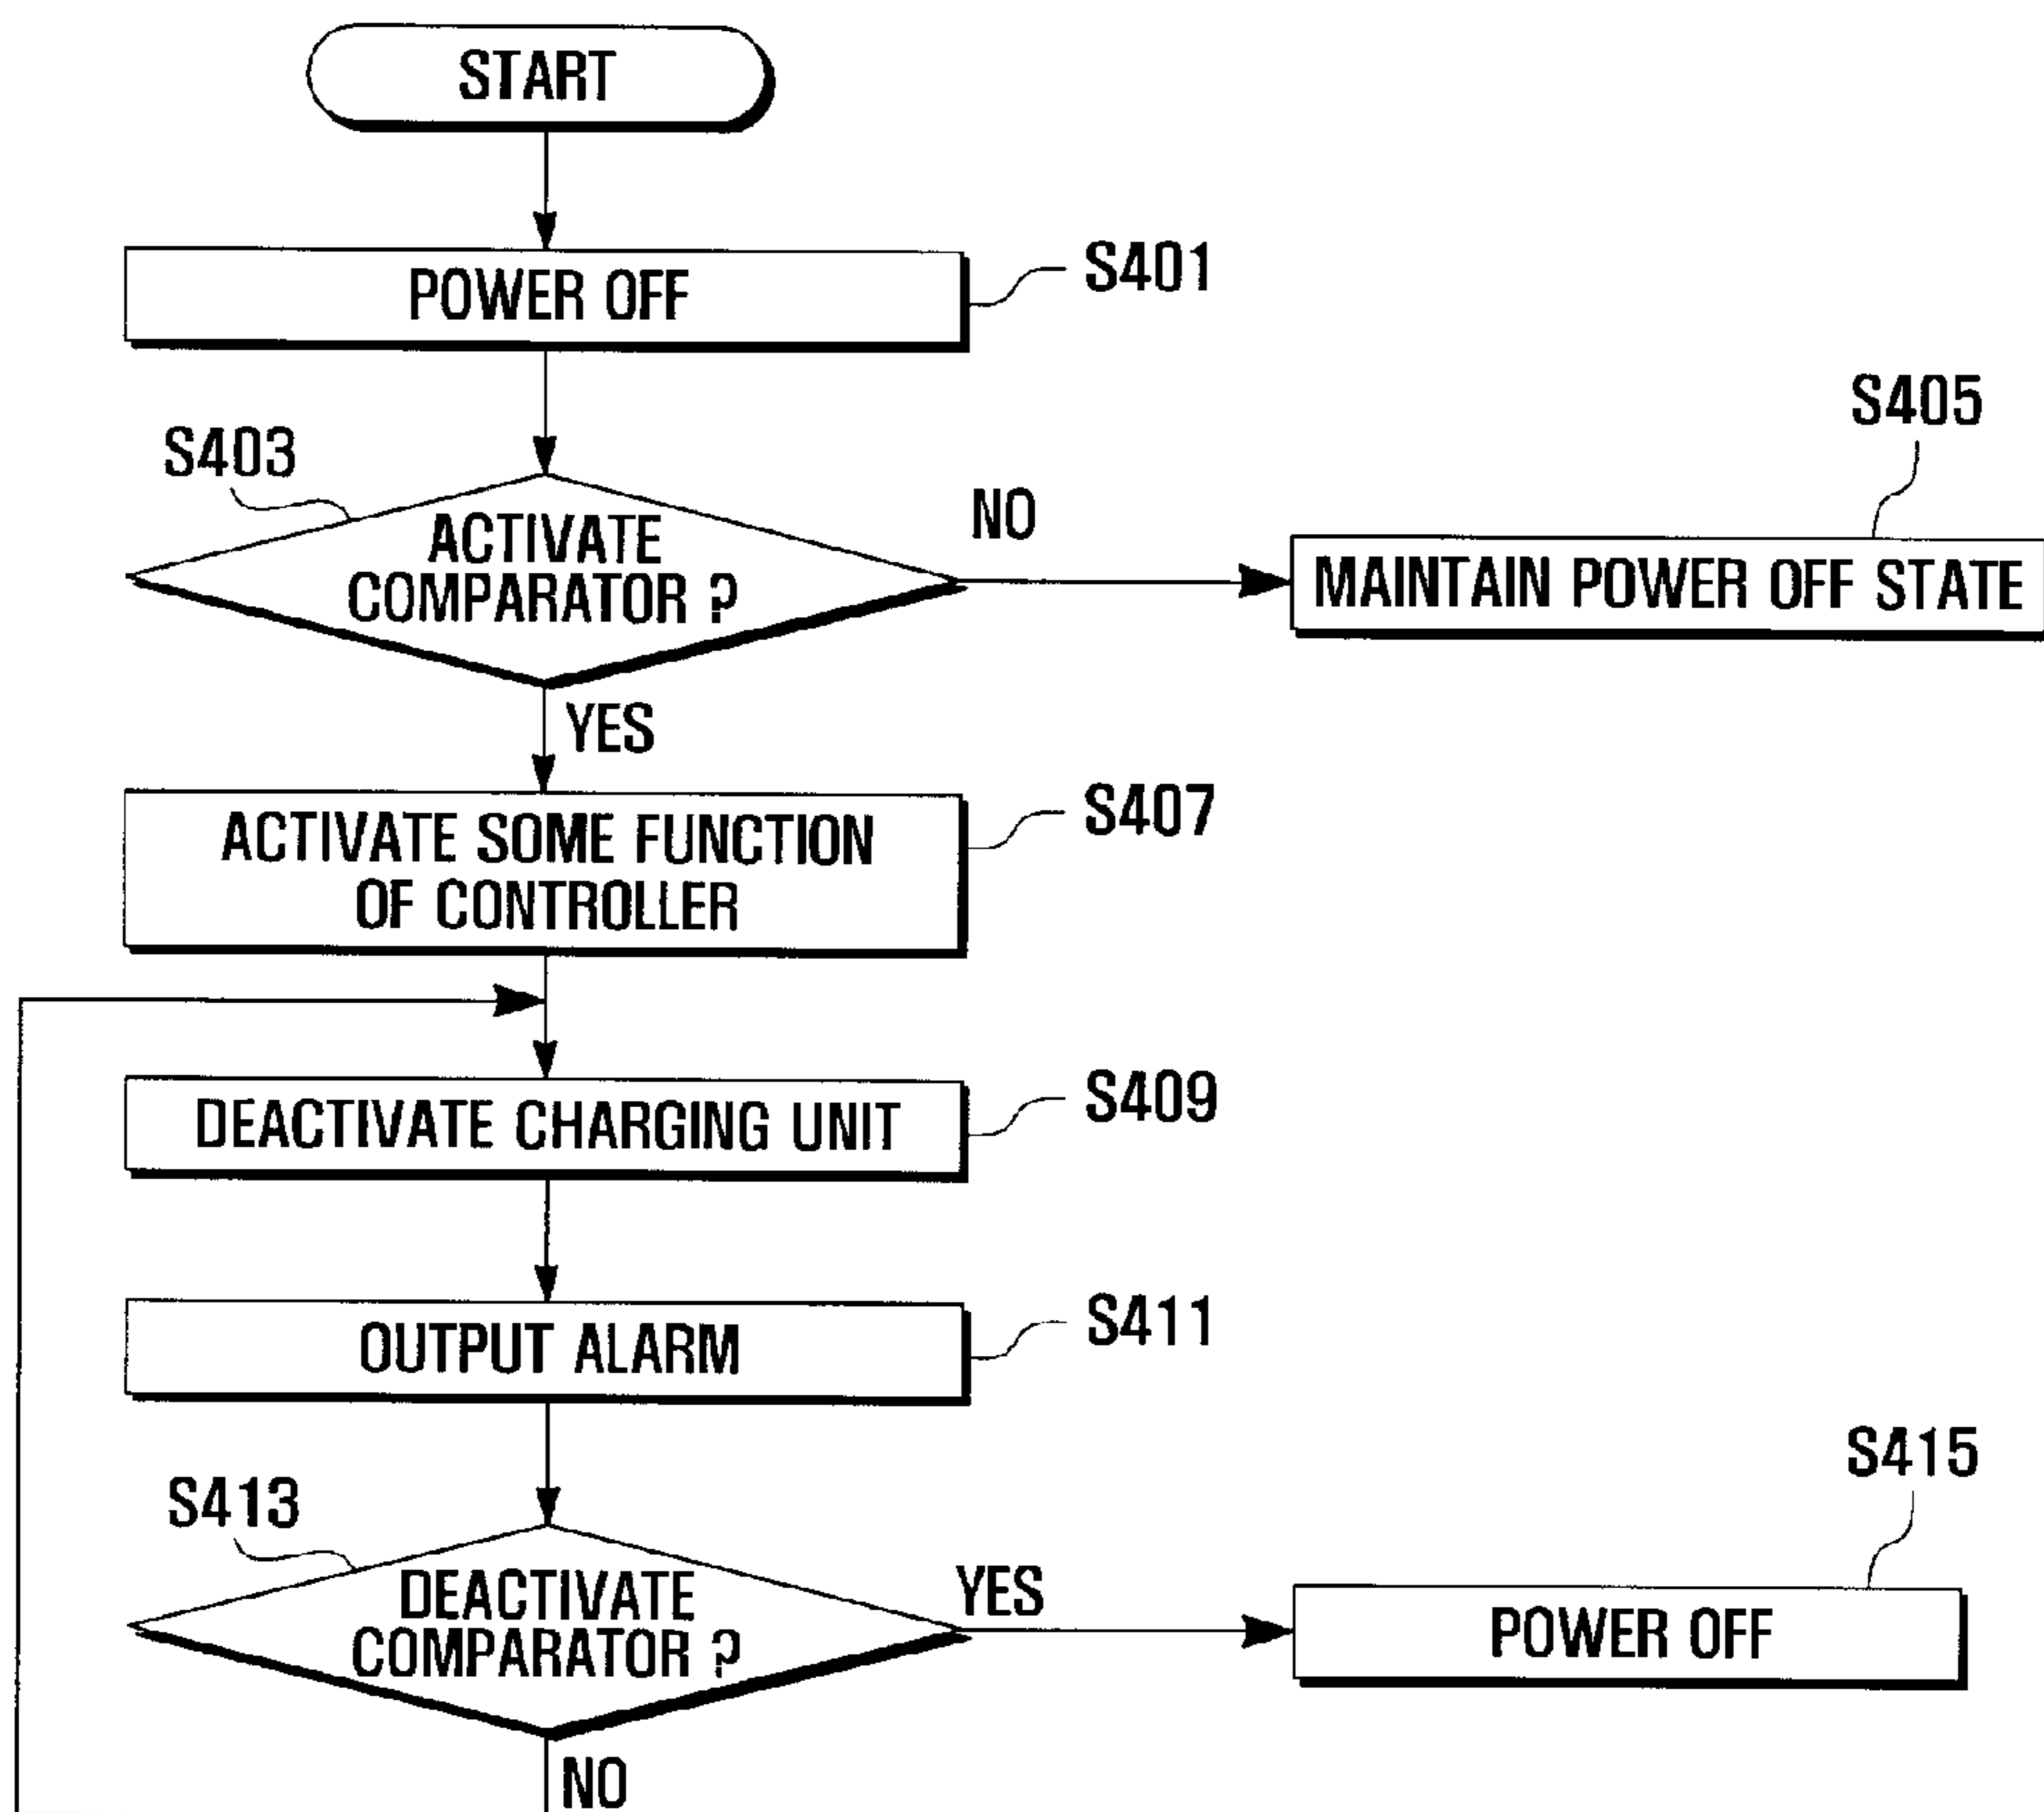 START
POWER OFF
S401
S403
ACTIVATE
COMPARATOR ?
NO
S405
MAINTAIN POWER OFF STATE
YES
ACTIVATE SOME FUNCTION
OF CONTROLLER
S407
DEACTIVATE CHARGING UNIT
S409
OUTPUT ALARM
S411
S413
DEACTIVATE
COMPARATOR ?
YES
S415
POWER OFF
NO